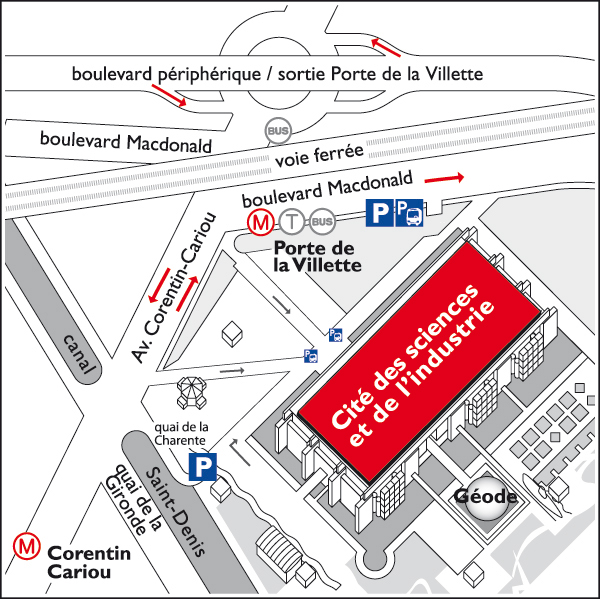 boulevard périphérique / sortie Porte de la Villette
boulevard Macdonald
BUS
voie ferrée
boulevard Macdonald
M
T
BUS
P
P
Porte de
la Villette
Av. Corentin-Cariou
canal
P
P
Cité des sciences
et de l'industrie
quai de la
Charente
P
Saint-Denis
quai de la
Gironde
Géode
M
Corentin
Cariou